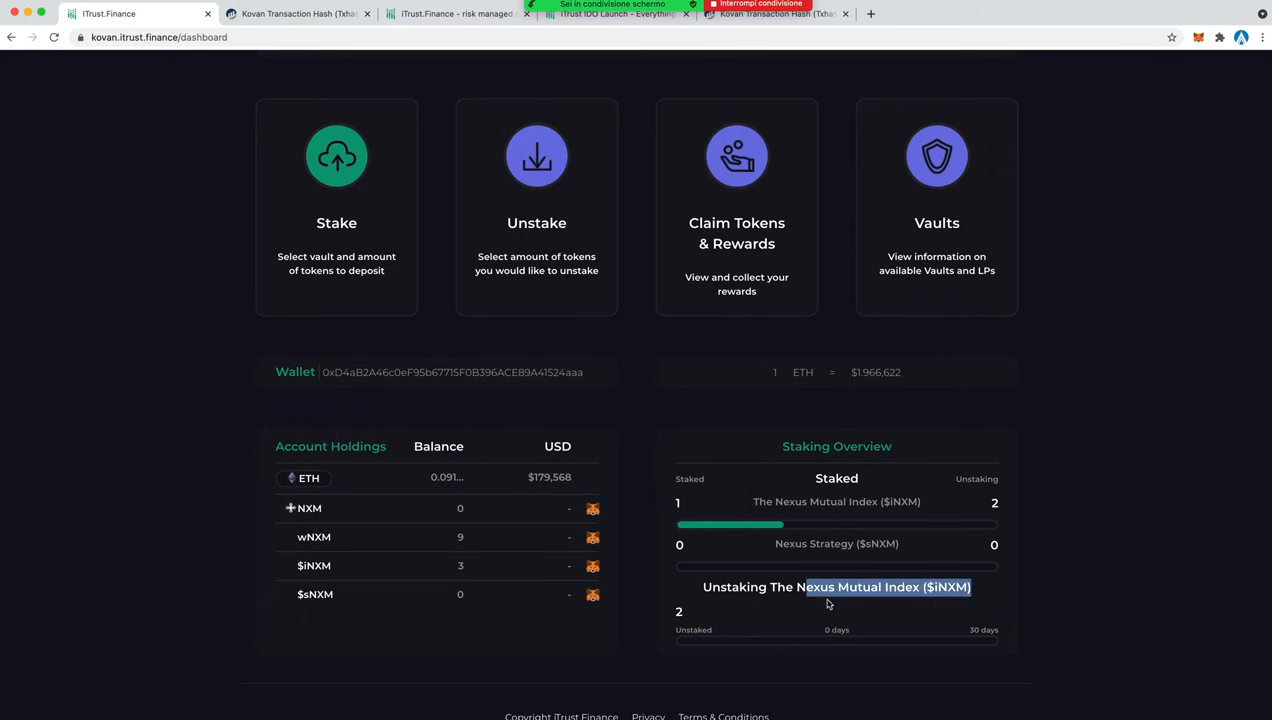 Sei in condivisione schermo
Interrompi condivisione
ITrust.Finance
Kovan Transaction Hash (Txhas
iTrust.Finance - risk managed
iTrust IDO Launch - Everything
Kovan Transaction Hash (Txhas
kovan.itrust.finance/dashboard
Stake
Select vault and amount
of tokens to deposit
Unstake
Select amount of tokens
you would like to unstake
Claim Tokens
& Rewards
View and collect your
rewards
Vaults
View information on
available Vaults and LPs
Wallet 0xD4aB2A46c0eF95b67715F0B396ACE89A41524aaa
1 ETH = $1.966,622
Account Holdings Balance USD
ETH 0.091... $179,568
NXM 0 -
wNXM 9 -
$iNXM 3 -
$sNXM 0 -
Staking Overview
Staked Staked Unstaking
1 The Nexus Mutual Index ($iNXM) 2
0 Nexus Strategy ($sNXM) 0
Unstaking The Nexus Mutual Index ($iNXM)
2
Unstaked 0 days 30 days
Copyright iTrust.Finance Privacy Terms & Conditions